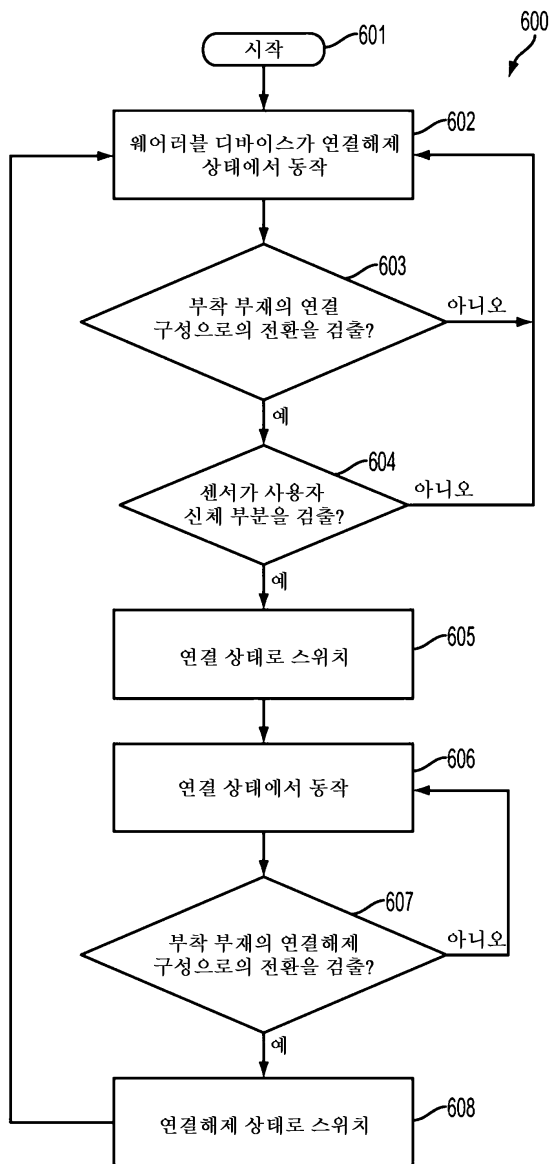 시작
601
600
웨어러블 디바이스가 연결해제
상태에서 동작
602
603
부착 부재의 연결
구성으로의 전환을 검출?
아니오
예
604
센서가 사용자
신체 부분을 검출?
아니오
예
605
연결 상태로 스위치
606
연결 상태에서 동작
607
부착 부재의 연결해제
구성으로의 전환을 검출?
아니오
예
연결해제 상태로 스위치
608